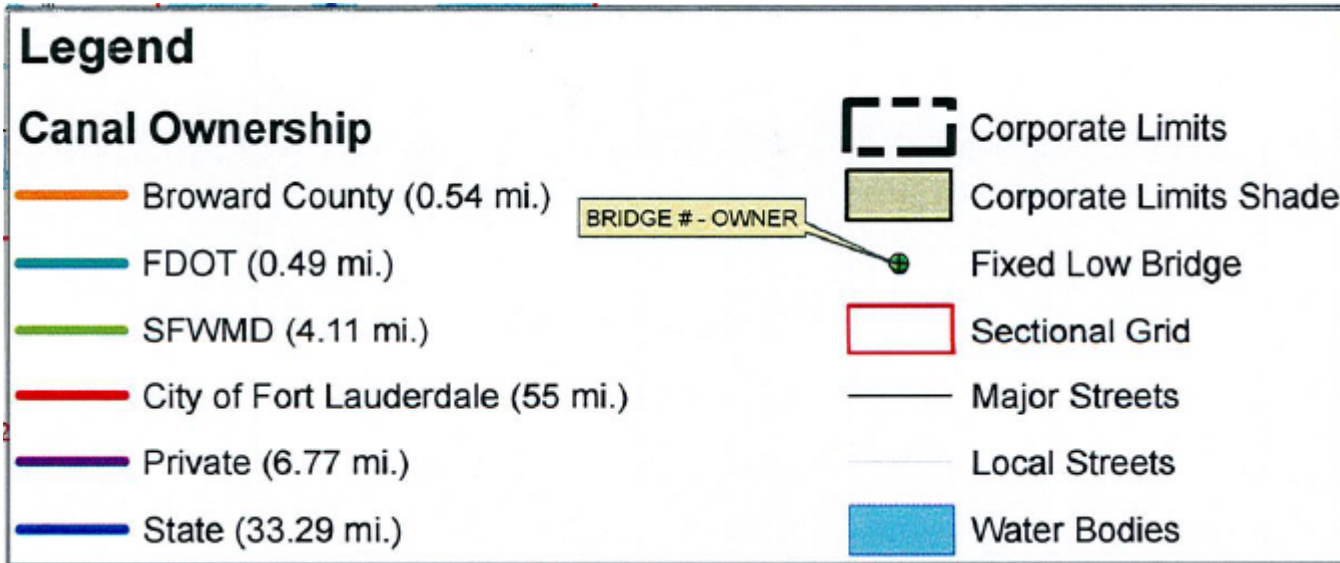 Legend
Canal Ownership
Broward County (0.54 mi.)
FDOT (0.49 mi.)
SFWMD (4.11 mi.)
City of Fort Lauderdale (55 mi.)
Private (6.77 mi.)
State (33.29 mi.)
BRIDGE # - OWNER
Corporate Limits
Corporate Limits Shade
Fixed Low Bridge
Sectional Grid
Major Streets
Local Streets
Water Bodies